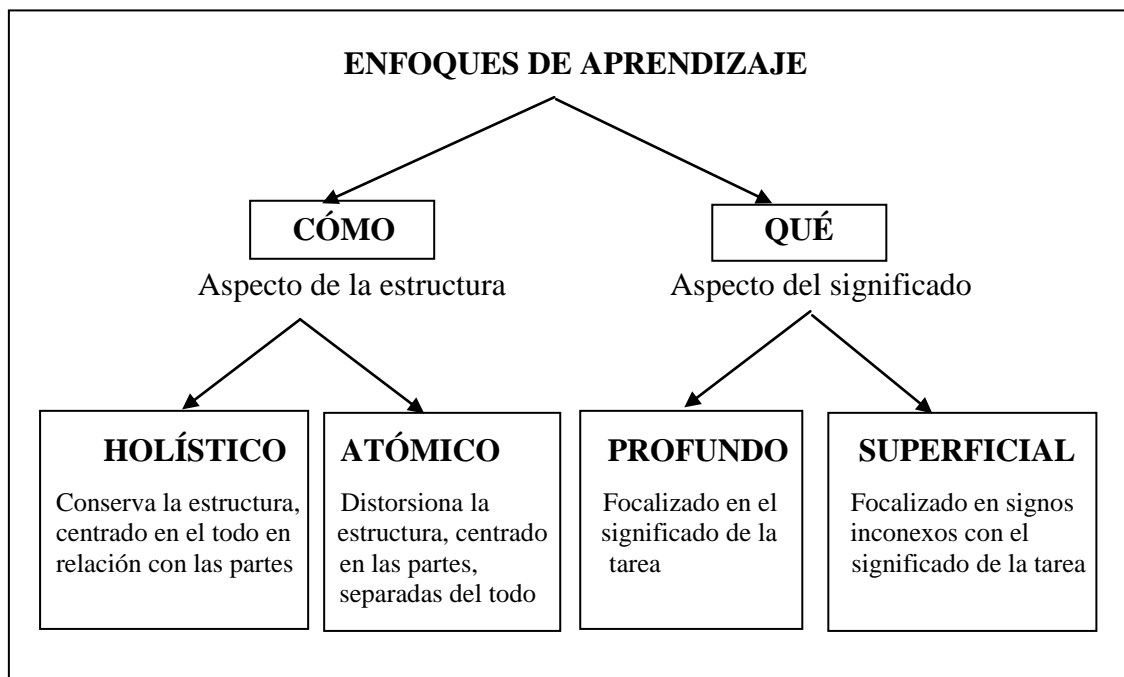 ENFOQUES DE APRENDIZAJE
CÓMO
Aspecto de la estructura
QUÉ
Aspecto del significado
HOLÍSTICO
Conserva la estructura,
centrado en el todo en
relación con las partes
ATÓMICO
Distorsiona la
estructura, centrado
en las partes,
separadas del todo
PROFUNDO
Focalizado en el
significado de la
tarea
SUPERFICIAL
Focalizado en signos
inconexos con el
significado de la tarea